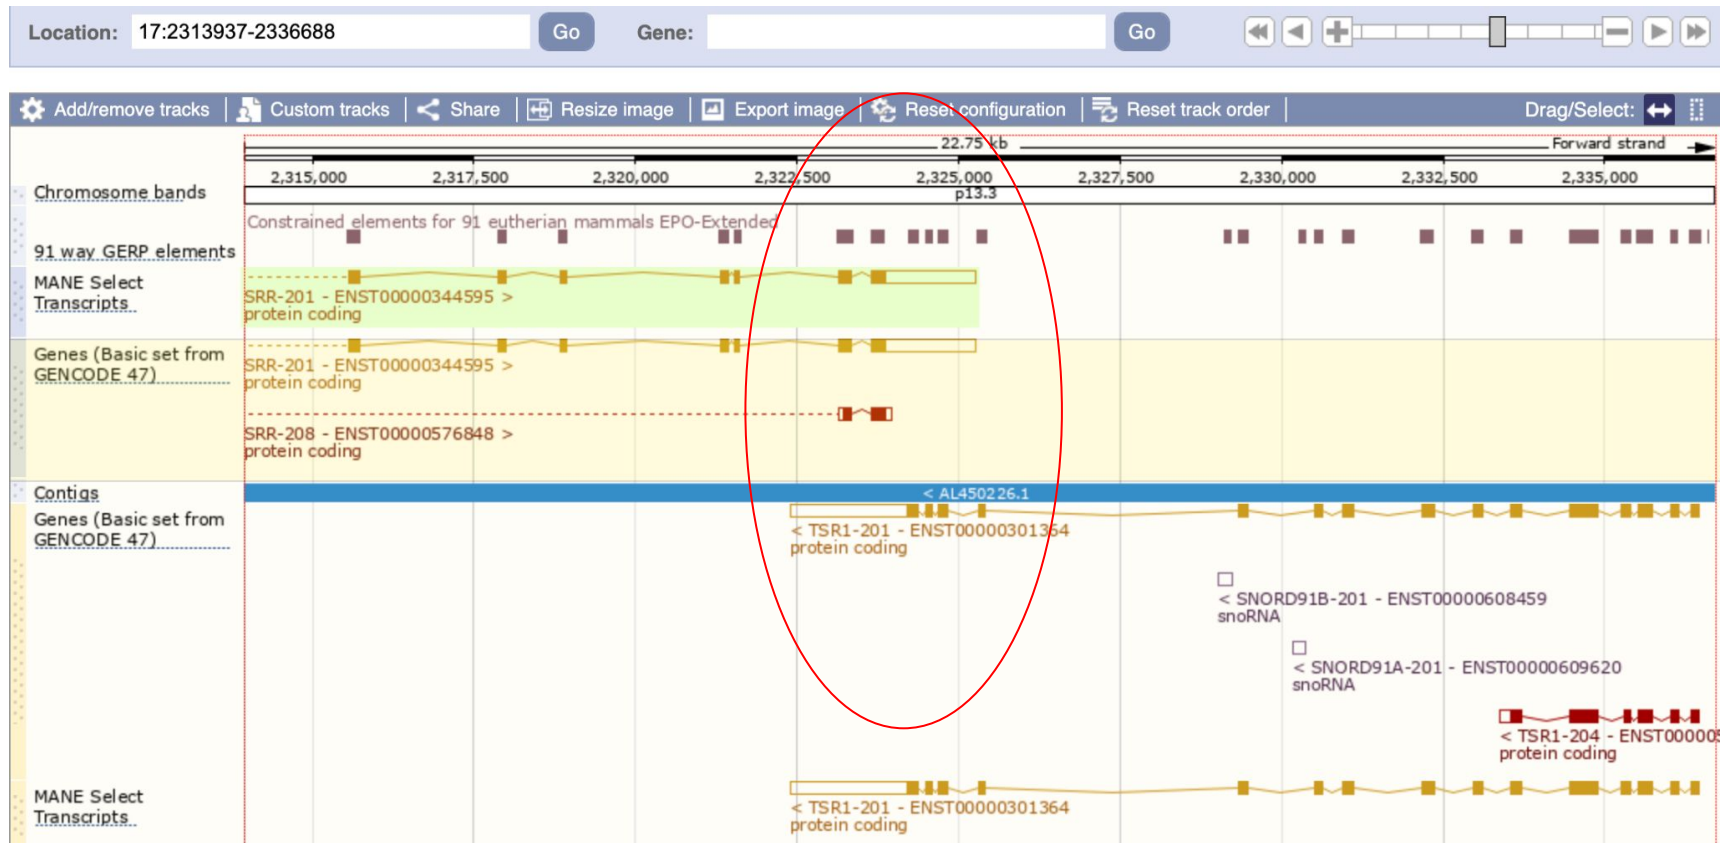 Location: 17:2313937-2336688 Go Gene: Go
Add/remove tracks Custom tracks Share Resize image Export image Reset configuration Reset track order Drag/Select:
22.75 kb Forward strand
2,315,000 2,317,500 2,320,000 2,322,500 2,325,000 2,327,500 2,330,000 2,332,500 2,335,000
Chromosome bands p13.3
Constrained elements for 91 eutherian mammals EPO-Extended
91 way GERP elements
MANE Select
Transcripts
SRR-201 - ENST00000344595 >
protein coding
Genes (Basic set from
GENCODE 47)
SRR-201 - ENST00000344595 >
protein coding
SRR-208 - ENST00000576848 >
protein coding
Contigs < AL450226.1
Genes (Basic set from
GENCODE 47)
< TSR1-201 - ENST00000301364
protein coding
< SNORD91B-201 - ENST00000608459
snoRNA
< SNORD91A-201 - ENST00000609620
snoRNA
< TSR1-204 - ENST00000
protein coding
MANE Select
Transcripts
< TSR1-201 - ENST00000301364
protein coding